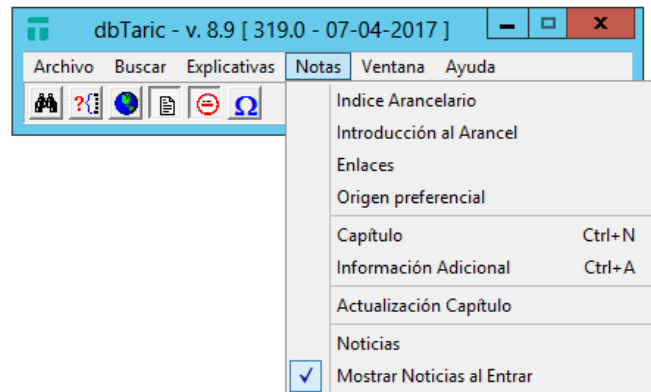 dbTaric - v. 8.9 [ 319.0 - 07-04-2017 ]
Archivo Buscar Explicativas Notas Ventana Ayuda
?{ Ω
Indice Arancelario
Introducción al Arancel
Enlaces
Origen preferencial
Capítulo Ctrl+N
Información Adicional Ctrl+A
Actualización Capítulo
Noticias
Mostrar Noticias al Entrar